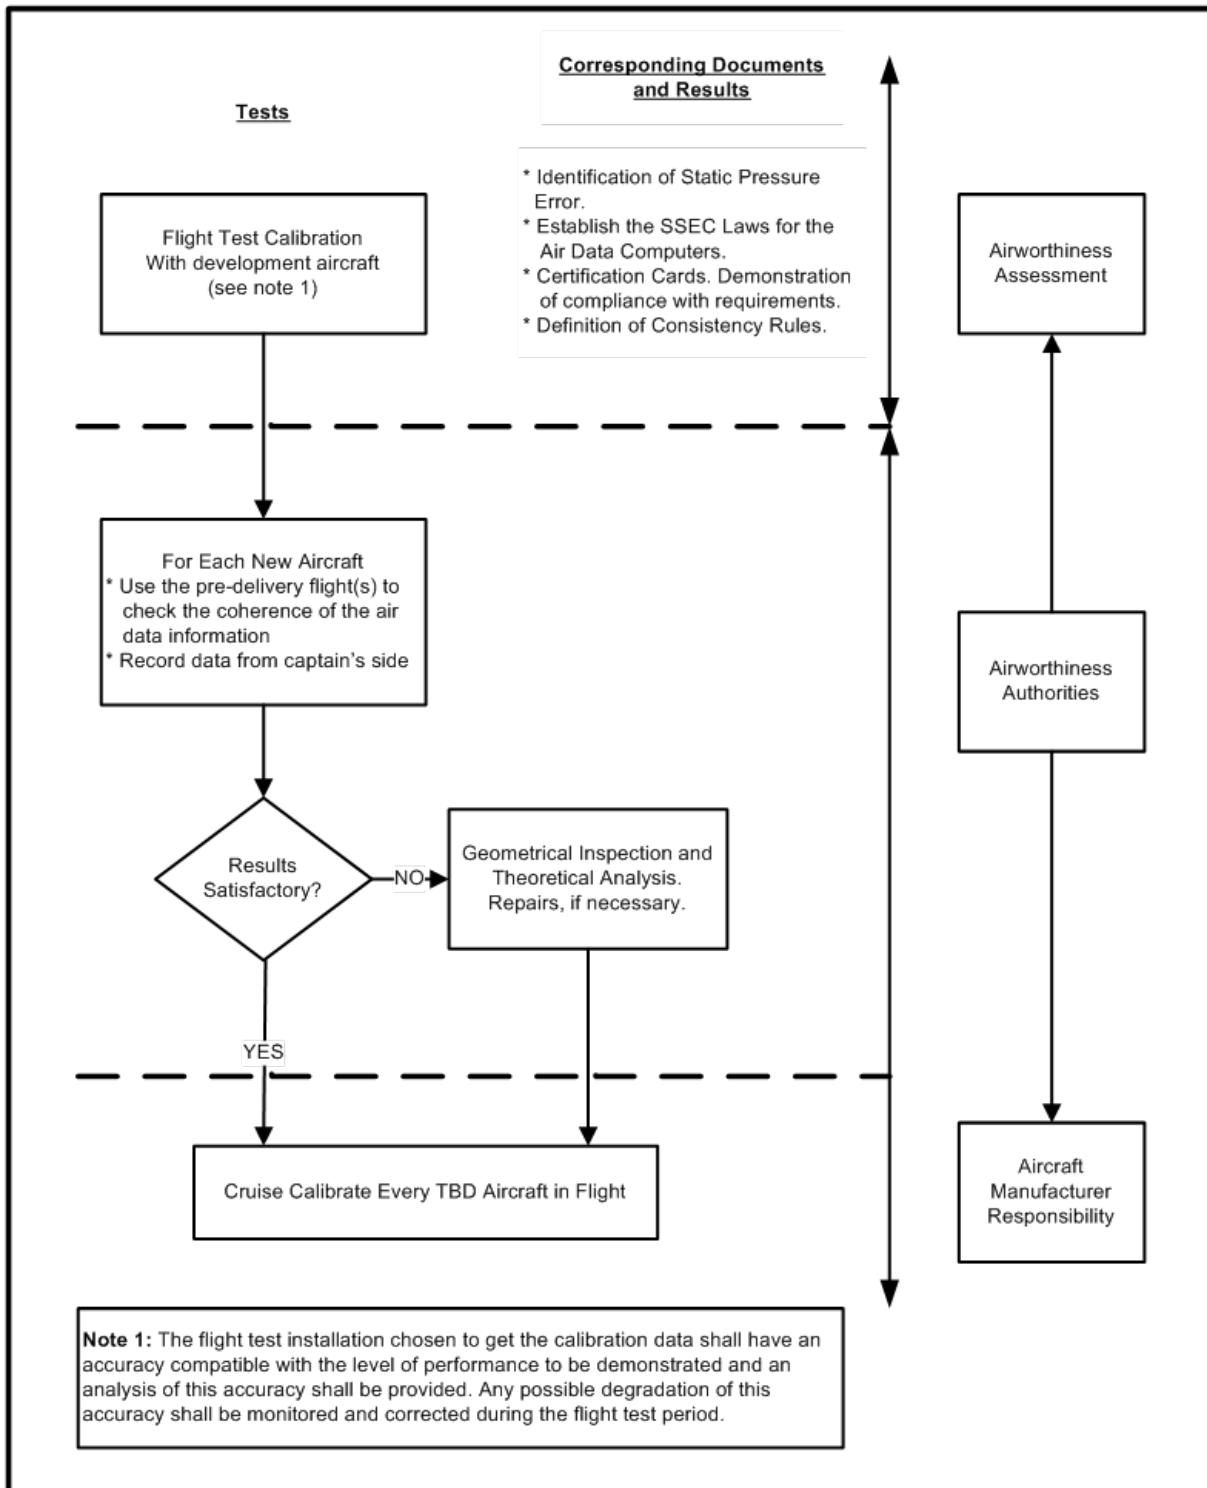 Tests
Corresponding Documents
and Results
Flight Test Calibration
With development aircraft
(see note 1)
* Identification of Static Pressure
Error.
* Establish the SSEC Laws for the
Air Data Computers.
* Certification Cards. Demonstration
of compliance with requirements.
* Definition of Consistency Rules.
Airworthiness
Assessment
For Each New Aircraft
* Use the pre-delivery flight(s) to
check the coherence of the air
data information
* Record data from captain's side
Airworthiness
Authorities
Results
Satisfactory?
NO
Geometrical Inspection and
Theoretical Analysis.
Repairs, if necessary.
YES
Cruise Calibrate Every TBD Aircraft in Flight
Aircraft
Manufacturer
Responsibility
Note 1: The flight test installation chosen to get the calibration data shall have an
accuracy compatible with the level of performance to be demonstrated and an
analysis of this accuracy shall be provided. Any possible degradation of this
accuracy shall be monitored and corrected during the flight test period.